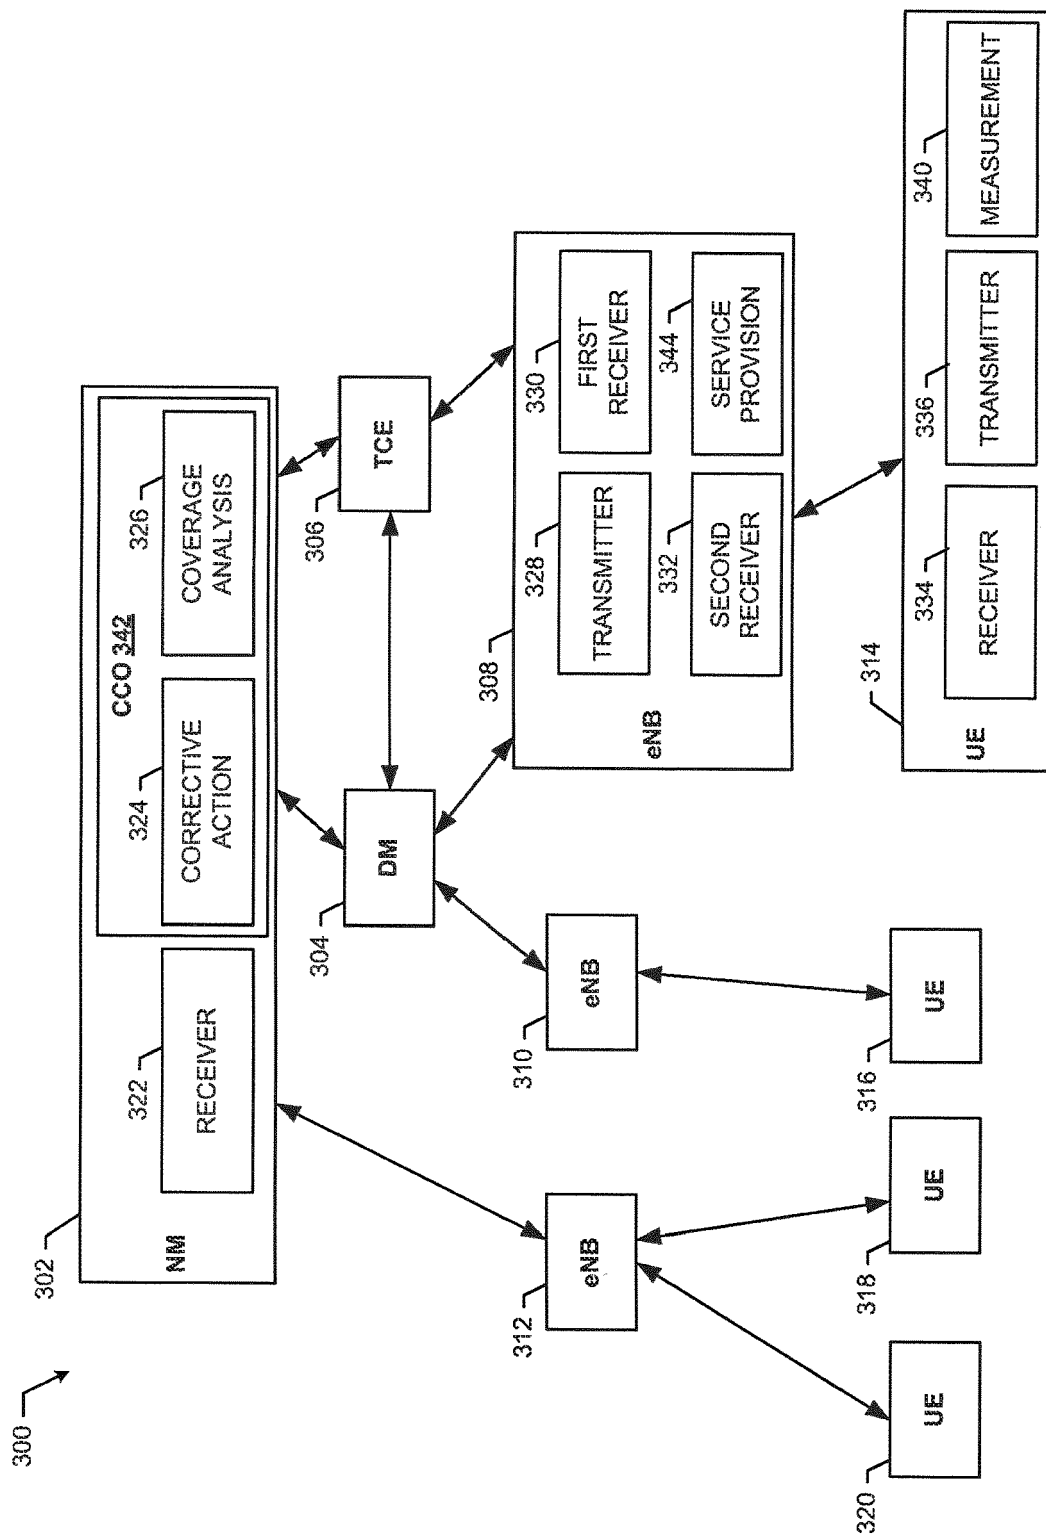 300
302
NM
322
RECEIVER
CCO 342
324
CORRECTIVE
ACTION
326
COVERAGE
ANALYSIS
304
DM
306
TCE
312
eNB
310
eNB
308
eNB
328
TRANSMITTER
330
FIRST
RECEIVER
332
SECOND
RECEIVER
344
SERVICE
PROVISION
320
UE
318
UE
316
UE
314
UE
334
RECEIVER
336
TRANSMITTER
340
MEASUREMENT